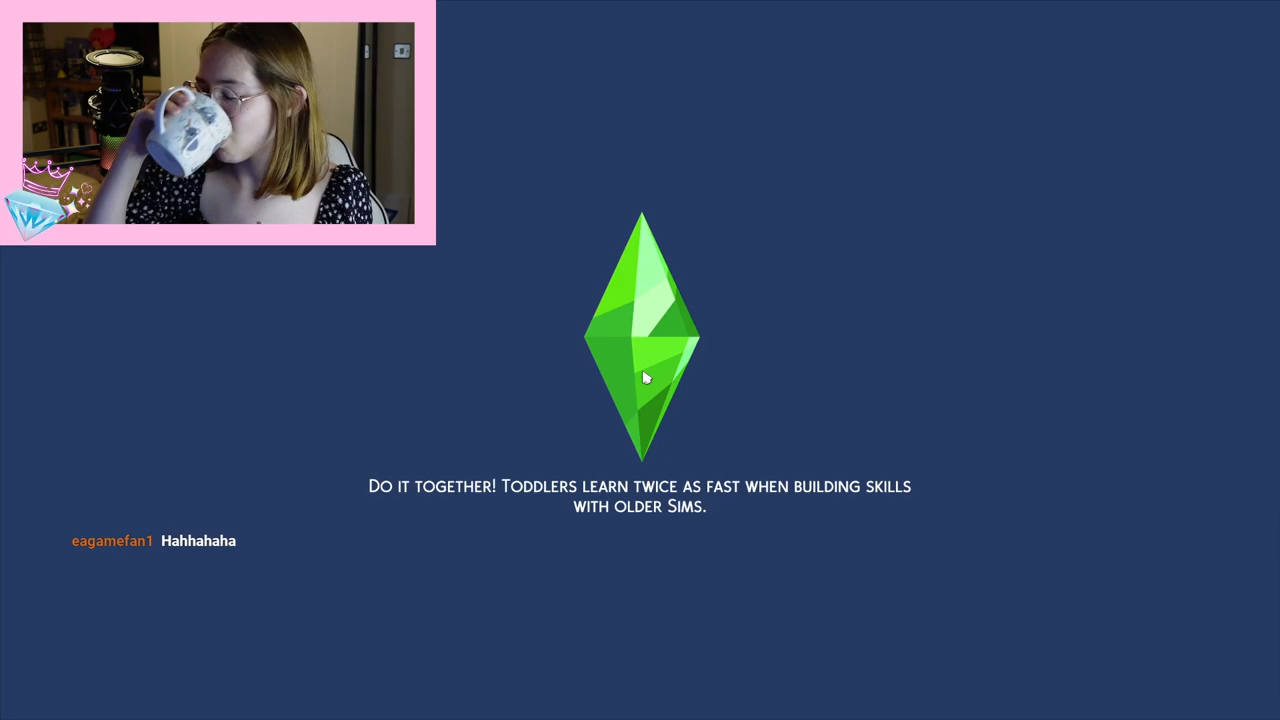 Do it together! Toddlers learn twice as fast when building skills
with older Sims.
eagamefan1 Hahhahaha